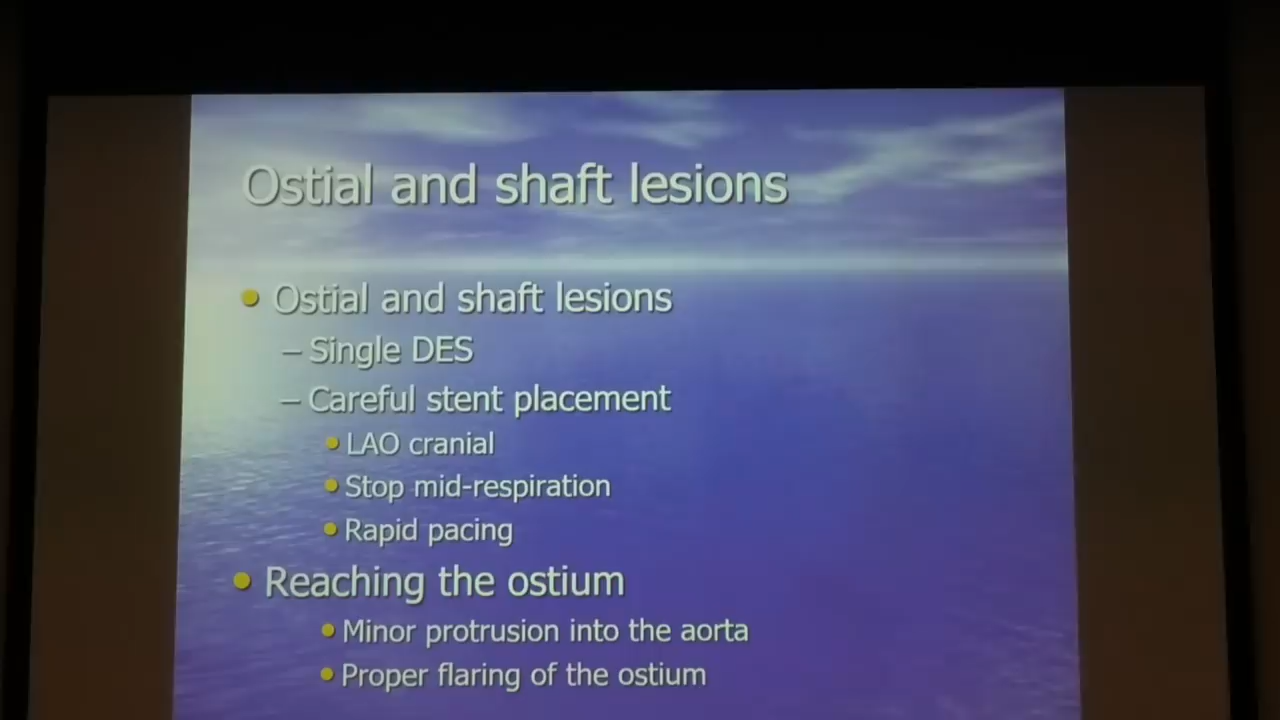 Ostial and shaft lesions
• Ostial and shaft lesions
– Single DES
– Careful stent placement
• LAO cranial
• Stop mid-respiration
• Rapid pacing
• Reaching the ostium
• Minor protrusion into the aorta
• Proper flaring of the ostium